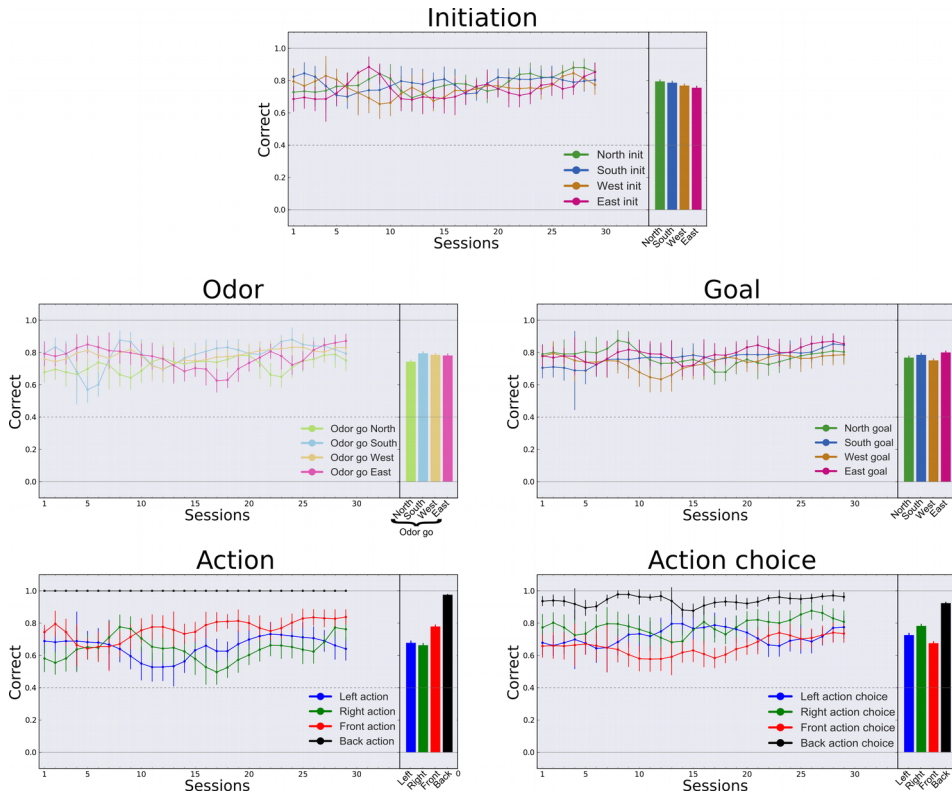 Initiation
Correct
1.0
0.8
0.6
0.4
0.2
0.0
North init
South init
West init
East init
1 5 10 15 20 25 30
Sessions
North South West East
Odor
Correct
1.0
0.8
0.6
0.4
0.2
0.0
Odor go North
Odor go South
Odor go West
Odor go East
1 5 10 15 20 25 30
Sessions
North South West East
Odor go
Goal
Correct
1.0
0.8
0.6
0.4
0.2
0.0
North goal
South goal
West goal
East goal
1 5 10 15 20 25 30
Sessions
North South West East
Action
Correct
1.0
0.8
0.6
0.4
0.2
0.0
Left action
Right action
Front action
Back action
1 5 10 15 20 25 30
Sessions
Left Right Front Back 0
Action choice
Correct
1.0
0.8
0.6
0.4
0.2
0.0
Left action choice
Right action choice
Front action choice
Back action choice
1 5 10 15 20 25 30
Sessions
Left Right Front Back